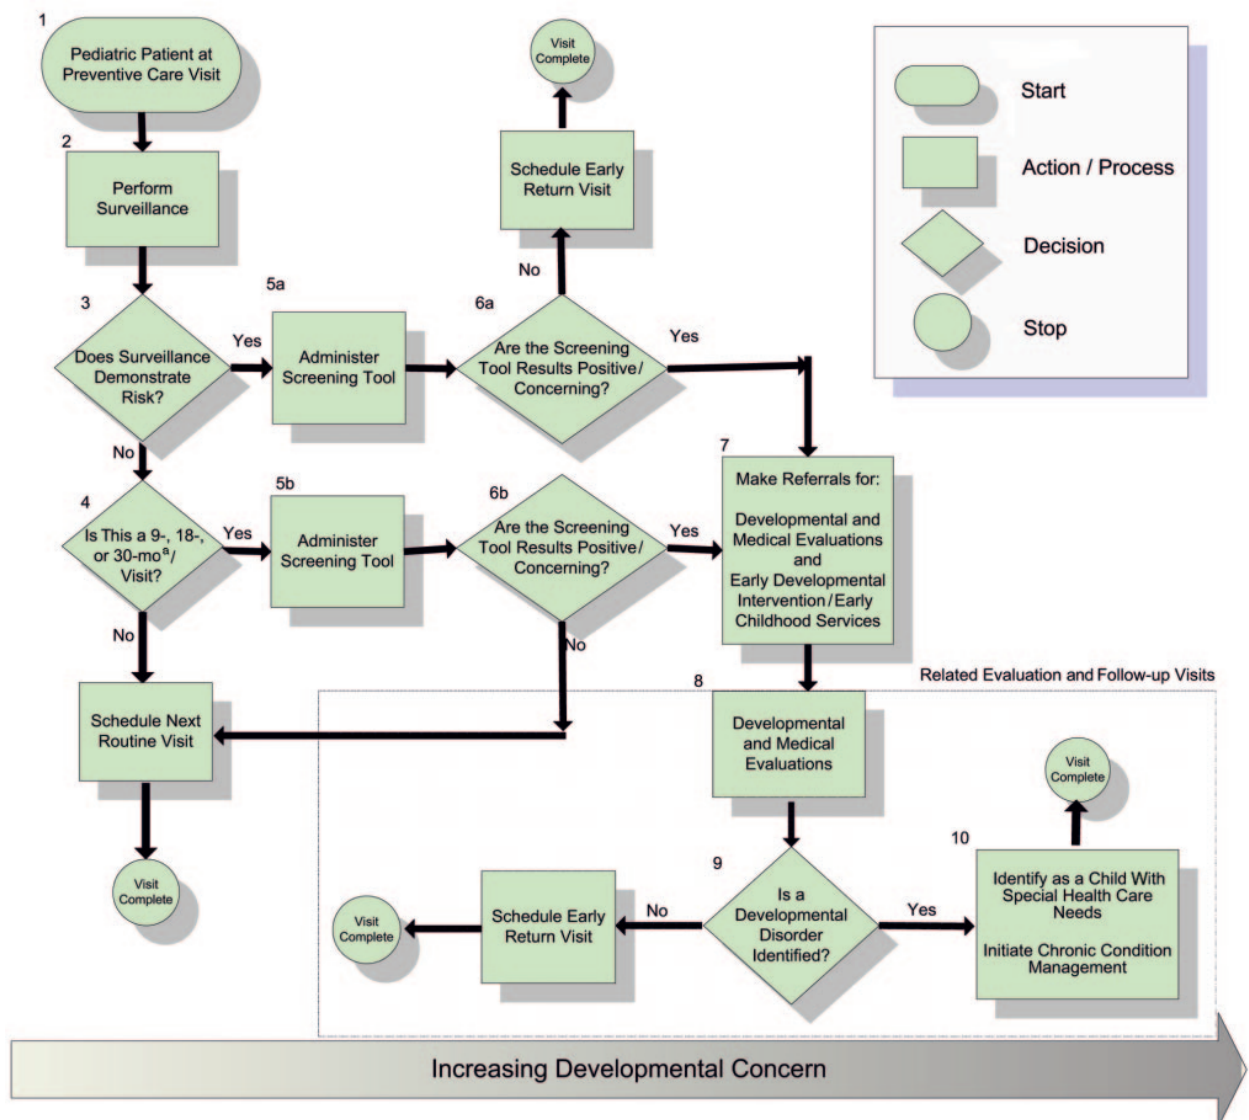 1
Pediatric Patient at
Preventive Care Visit
2
Perform
Surveillance
3
Does Surveillance
Demonstrate
Risk?
Yes
No
5a
Administer
Screening Tool
6a
Are the Screening
Tool Results Positive/
Concerning?
No
Yes
Schedule Early
Return Visit
Visit
Complete
4
Is This a 9-, 18-,
or 30-moᵃ/
Visit?
Yes
No
5b
Administer
Screening Tool
6b
Are the Screening
Tool Results Positive/
Concerning?
Yes
No
Schedule Next
Routine Visit
Visit
Complete
7
Make Referrals for:
Developmental and
Medical Evaluations
and
Early Developmental
Intervention/Early
Childhood Services
Related Evaluation and Follow-up Visits
8
Developmental
and Medical
Evaluations
9
Is a
Developmental
Disorder
Identified?
No
Yes
Schedule Early
Return Visit
Visit
Complete
10
Identify as a Child With
Special Health Care
Needs
Initiate Chronic Condition
Management
Visit
Complete
Start
Action / Process
Decision
Stop
Increasing Developmental Concern